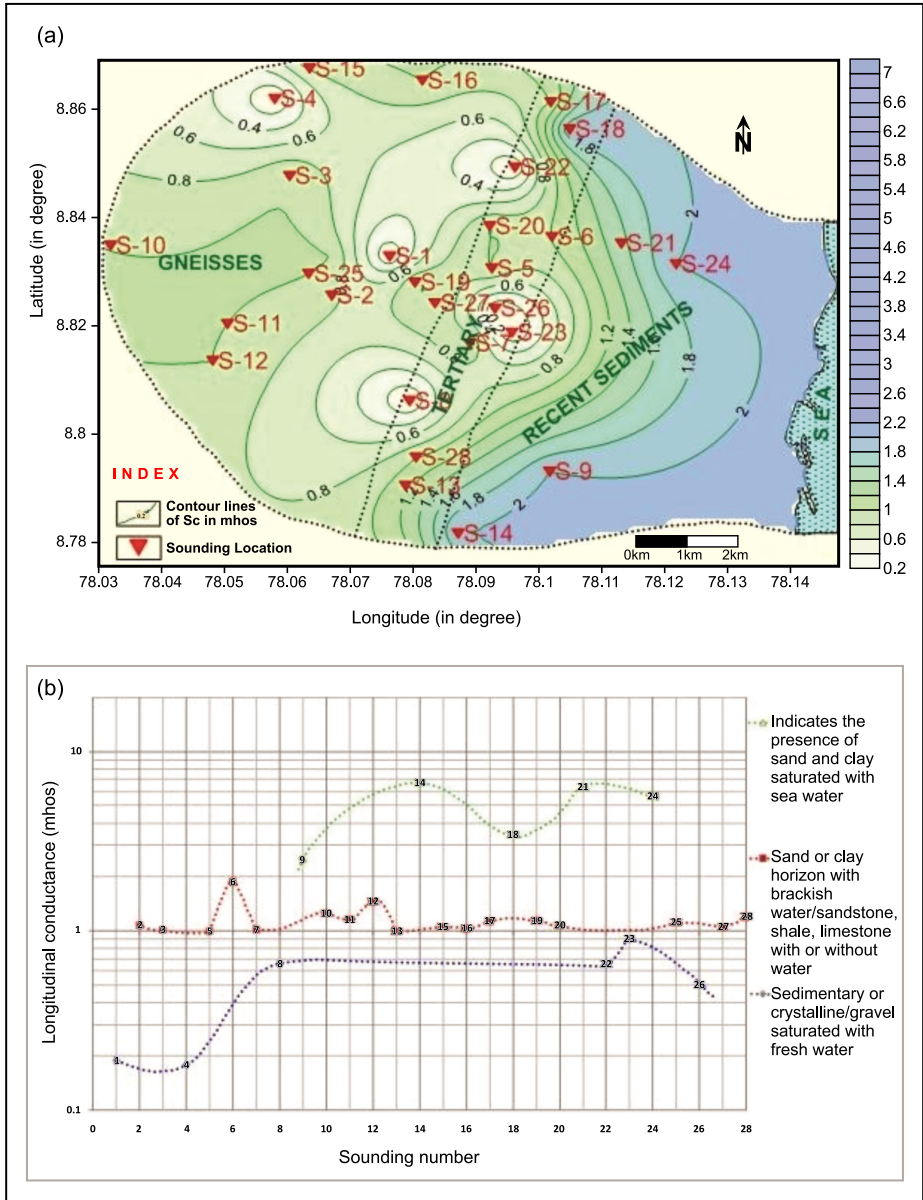 (a)
S-15
S-16
S-4
S-17
8.86
0.6
0.4
0.6
0.6
S-18
1.8
N
0.8
S-3
0.4
S-22
0.8
2
8.84
S-10
GNEISSES
S-1
S-20
S-6
S-21
S-24
S-25
0.6
S-5
S-2
S-19
0.6
S-27
S-26
8.82
S-11
S-23
S-12
TERTIARY
0.8
1.2
1.4
1.8
RECENT SEDIMENTS
2
8.8
0.6
S-28
0.8
S-13
1.8
2
S-9
8.78
S-14
SEA
INDEX
0.2
Contour lines
of Sc in mhos
Sounding Location
0km 1km 2km
78.03 78.04 78.05 78.06 78.07 78.08 78.09 78.1 78.11 78.12 78.13 78.14
Longitude (in degree)
Latitude (in degree)
7
6.6
6.2
5.8
5.4
5
4.6
4.2
3.8
3.4
3
2.6
2.2
1.8
1.4
1
0.6
0.2
(b)
Longitudinal conductance (mhos)
10
1
0.1
9
14
18
21
24
2
3
5
6
7
10
11
12
13
15
16
17
19
20
25
27
28
1
4
8
22
23
26
0 2 4 6 8 10 12 14 16 18 20 22 24 26 28
Sounding number
Indicates the
presence of
sand and clay
saturated with
sea water
Sand or clay
horizon with
brackish
water/sandstone,
shale, limestone
with or without
water
Sedimentary or
crystalline/gravel
saturated with
fresh water